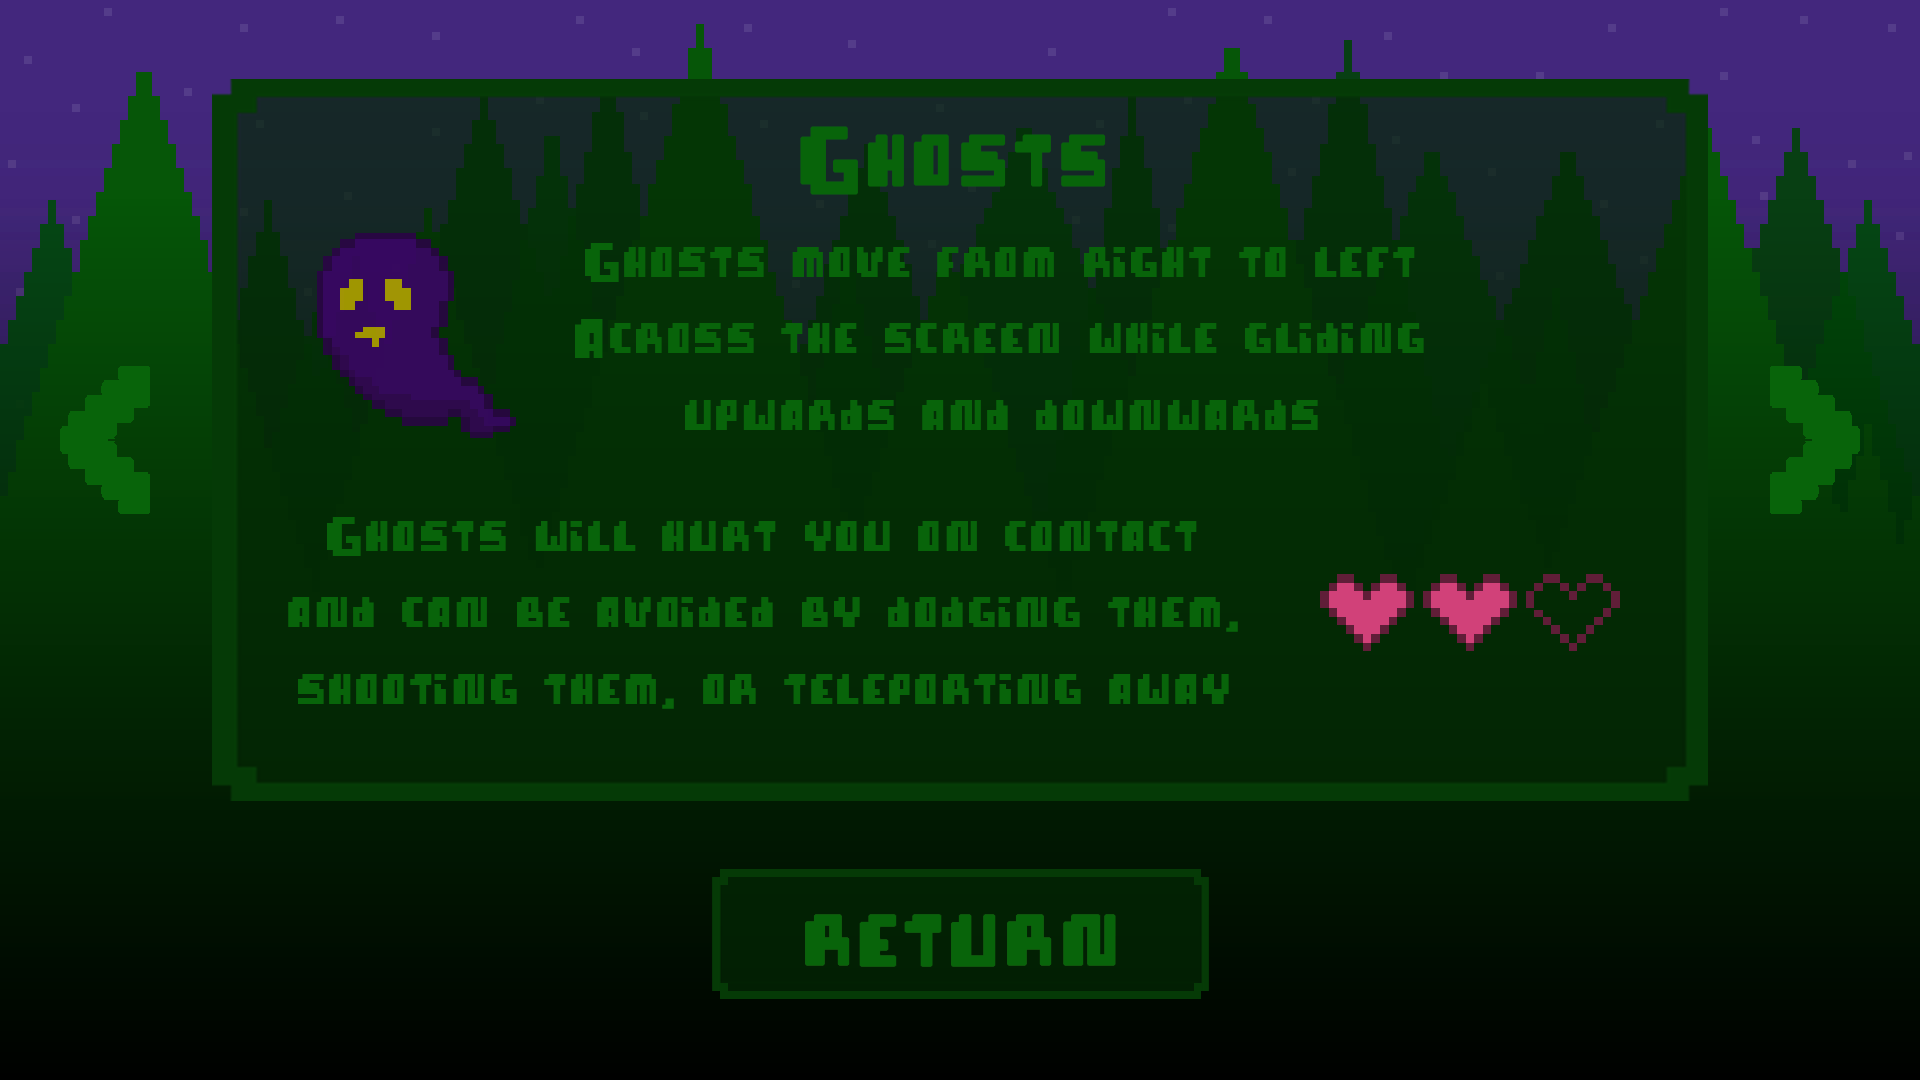 Ghosts
Ghosts move from right to left
Across the screen while gliding
upwards and downwards
Ghosts will hurt you on contact
and can be avoided by dodging them,
shooting them, or teleporting away
Return